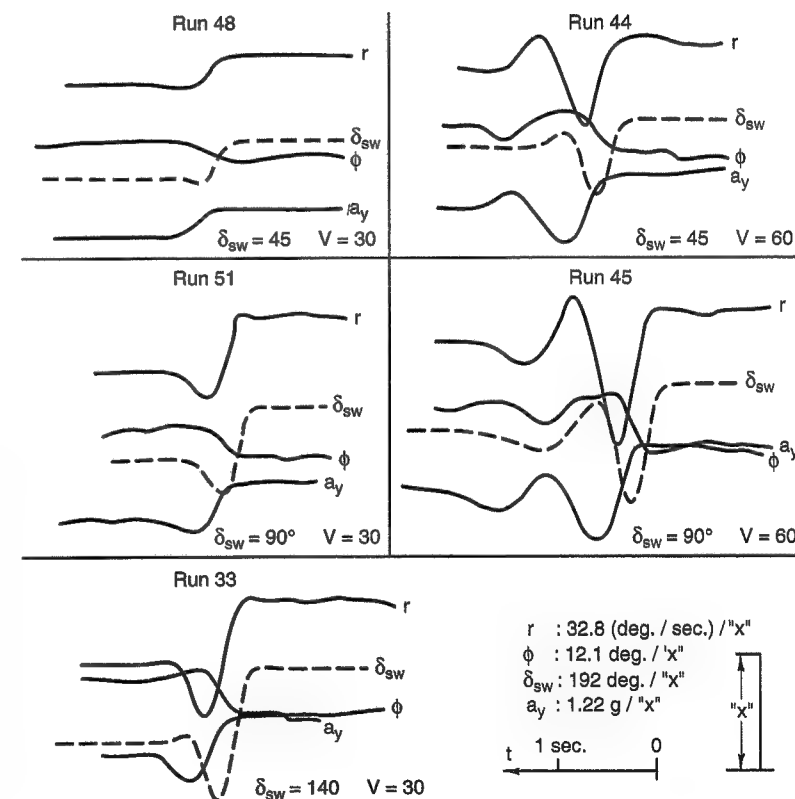 Run 48
r
δsw
ϕ
ay
δsw = 45 V = 30
Run 44
r
δsw
ϕ
ay
δsw = 45 V = 60
Run 51
r
δsw
ϕ
ay
δsw = 90° V = 30
Run 45
r
δsw
ay
ϕ
δsw = 90° V = 60
Run 33
r
δsw
ϕ
ay
δsw = 140 V = 30
r : 32.8 (deg. / sec.) / "x"
ϕ : 12.1 deg. / 'x"
δsw : 192 deg. / "x"
ay : 1.22 g / "x"
"x"
t 1 sec. 0